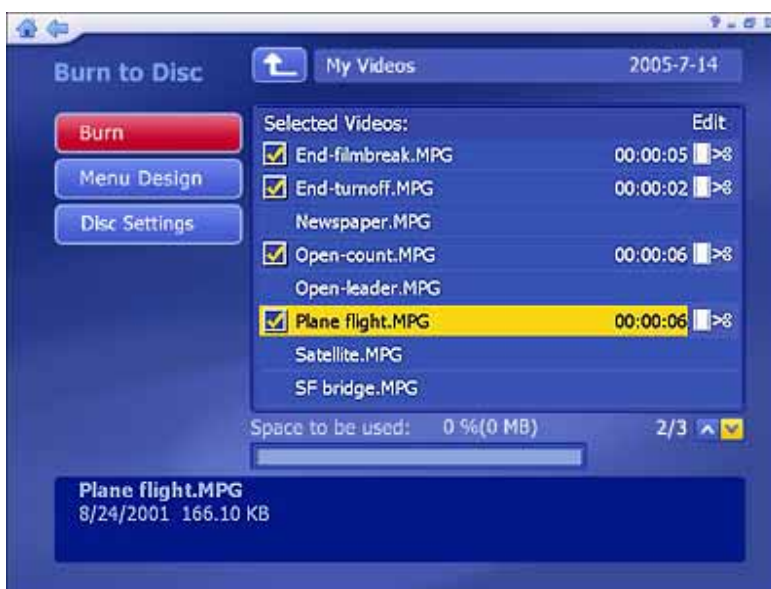 Burn to Disc
My Videos 2005-7-14
Burn
Menu Design
Disc Settings
Selected Videos: Edit
End-filmbreak.MPG 00:00:05
End-turnoff.MPG 00:00:02
Newspaper.MPG
Open-count.MPG 00:00:06
Open-leader.MPG
Plane flight.MPG 00:00:06
Satellite.MPG
SF bridge.MPG
Space to be used: 0 %(0 MB) 2/3
Plane flight.MPG
8/24/2001 166.10 KB